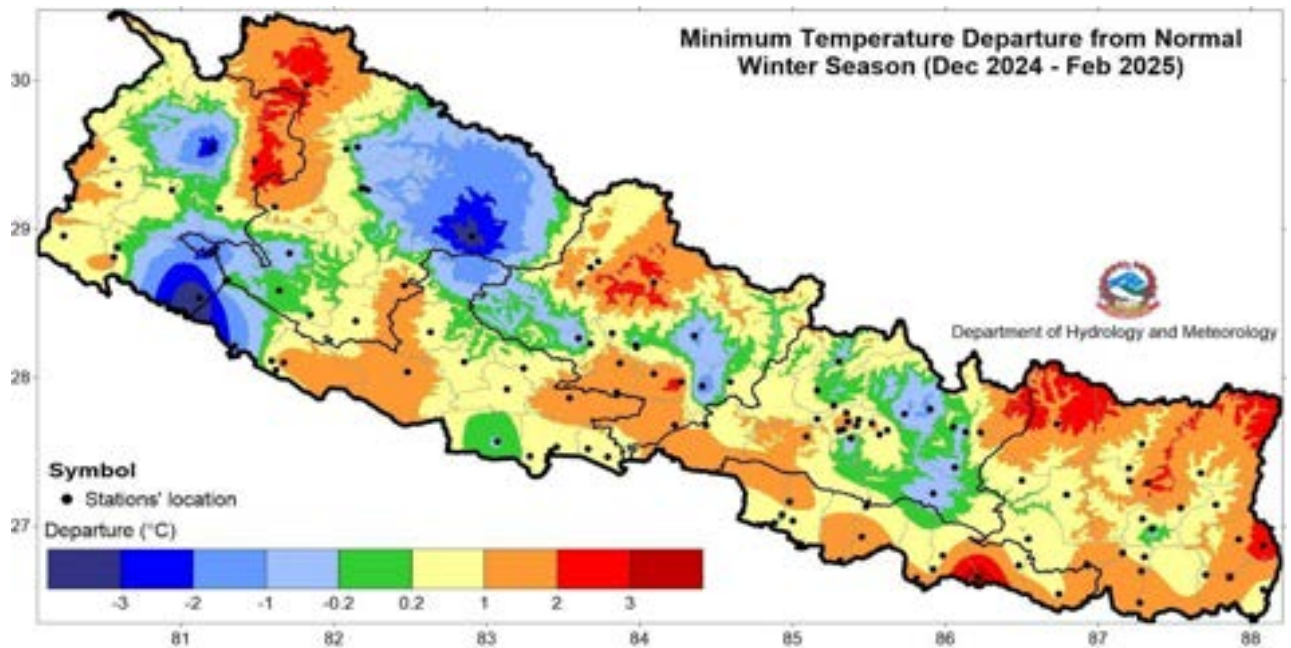 Minimum Temperature Departure from Normal
Winter Season (Dec 2024 - Feb 2025)
30
29
28
27
Department of Hydrology and Meteorology
Symbol
Stations' location
Departure (°C)
-3 -2 -1 -0.2 0.2 1 2 3
81 82 83 84 85 86 87 88